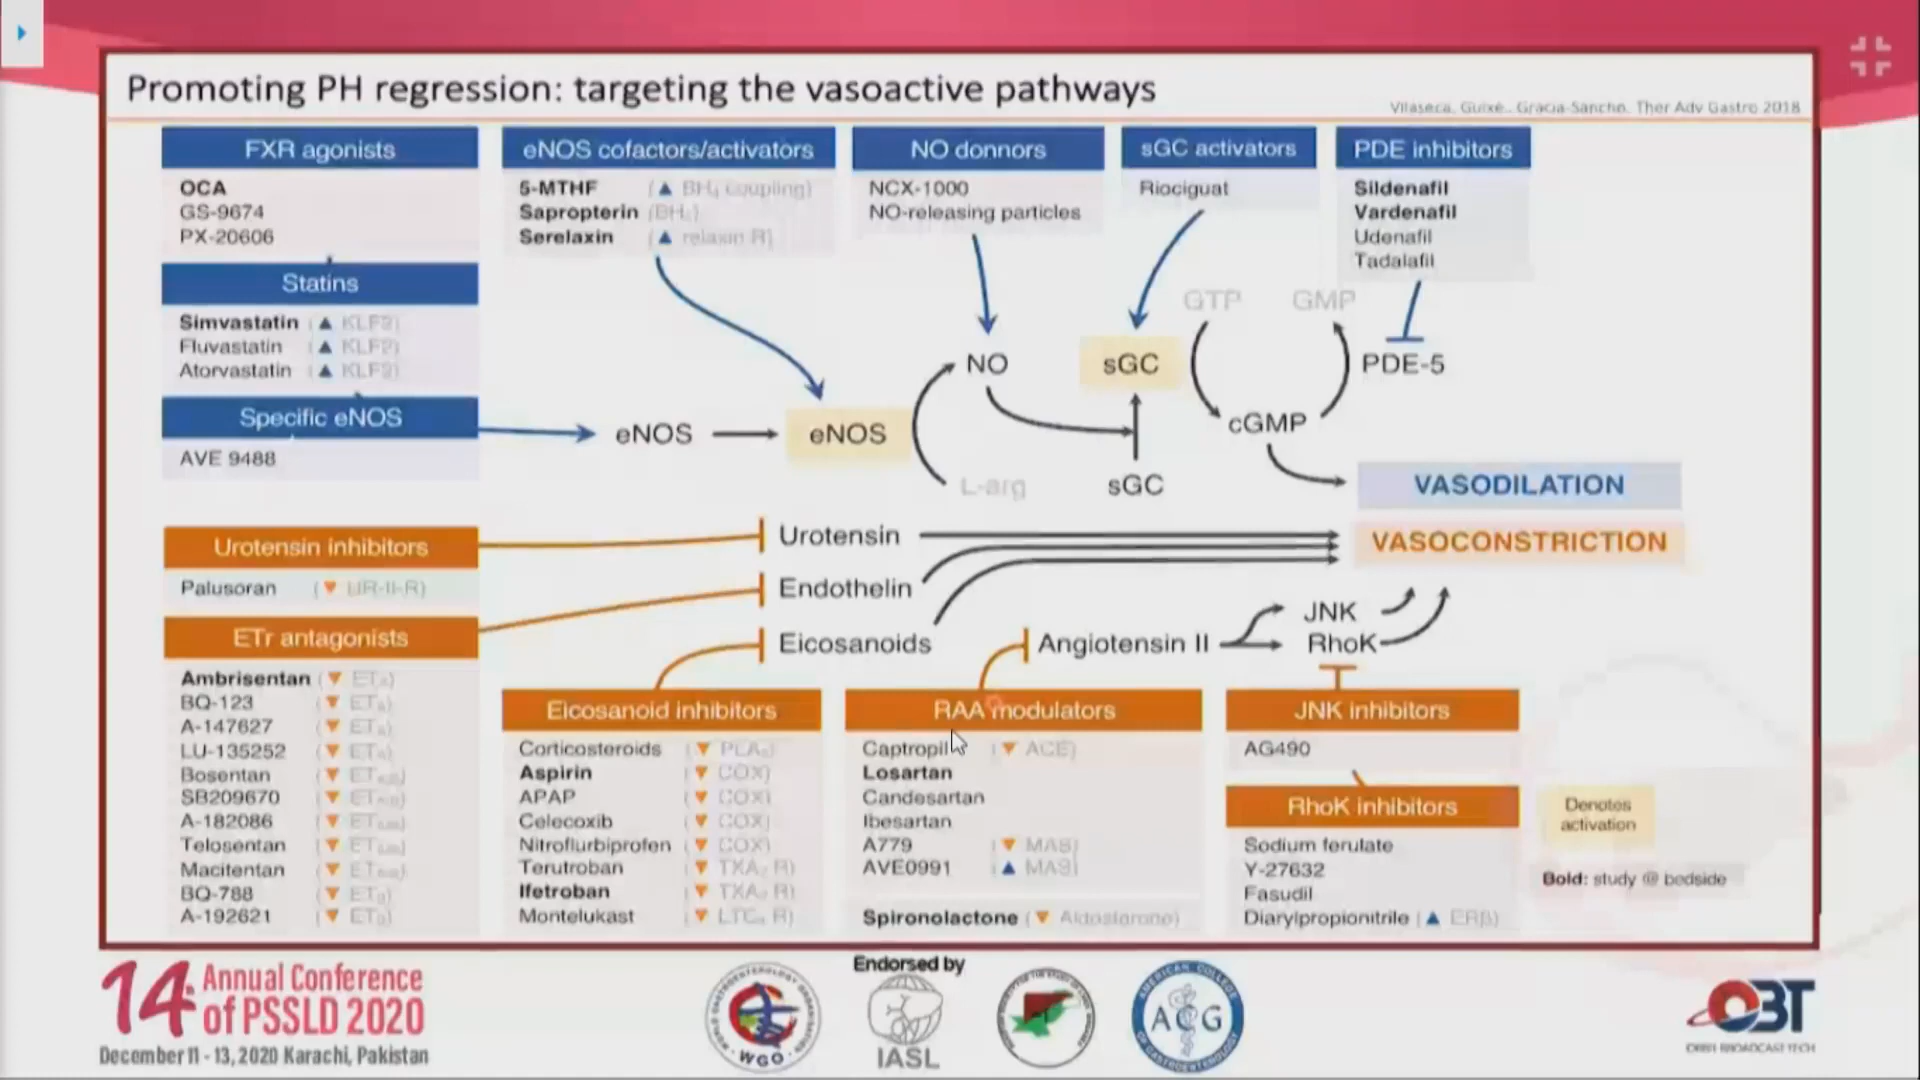 Promoting PH regression: targeting the vasoactive pathways
Vilaseca, Guixé.. Gracia-Sancho. Ther Adv Gastro 2018
FXR agonists
OCA
GS-9674
PX-20606
Statins
Simvastatin (▲ KLF2)
Fluvastatin (▲ KLF2)
Atorvastatin (▲ KLF2)
Specific eNOS
AVE 9488
eNOS cofactors/activators
5-MTHF (▲ BH₄ coupling)
Sapropterin (BH₄)
Serelaxin (▲ relaxin R)
NO donnors
NCX-1000
NO-releasing particles
sGC activators
Riociguat
PDE inhibitors
Sildenafil
Vardenafil
Udenafil
Tadalafil
GTP GMP
NO
sGC
PDE-5
cGMP
eNOS
eNOS
L-arg
sGC
VASODILATION
VASOCONSTRICTION
Urotensin
Endothelin
Eicosanoids
Angiotensin II
JNK
RhoK
Urotensin inhibitors
Palusoran (▼ UR-II-R)
ETr antagonists
Ambrisentan (▼ ETA)
BQ-123 (▼ ETA)
A-147627 (▼ ETA)
LU-135252 (▼ ETA)
Bosentan (▼
SB209670 (▼
A-182086 (▼
Telosentan (▼
Macitentan (▼
BQ-788 (▼ ETB)
A-192621 (▼ ETB)
Eicosanoid inhibitors
Corticosteroids (▼ PLA₂)
Aspirin (▼ COX)
APAP (▼ COX)
Celecoxib (▼ COX)
Nitroflurbiprofen (▼ COX)
Terutroban (▼ TXA₂ R)
Ifetroban (▼ TXA₂ R)
Montelukast (▼ LTC₄ R)
RAA modulators
Captropil (▼ ACE)
Losartan
Candesartan
Ibesartan
A779 (▼ MAS)
AVE0991 (▲ MAS)
Spironolactone (▼ Aldosterone)
JNK inhibitors
AG490
RhoK inhibitors
Sodium ferulate
Y-27632
Fasudil
Diarylpropionitrile (▲ ERβ)
Denotes
activation
Bold: study @ bedside
14th Annual Conference
of PSSLD 2020
December 11 - 13, 2020 Karachi, Pakistan
Endorsed by
WGO
IASL
AMERICAN COLLEGE
ACG
OF GASTROENTEROLOGY
OBT
ORBIT BROADCAST TECH